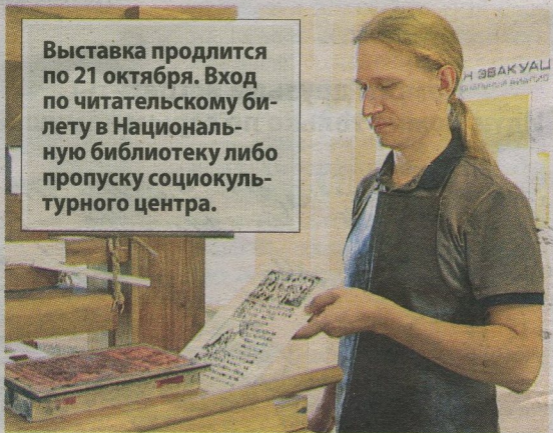 Выставка продлится
по 21 октября. Вход
по читательскому би-
лету в Националь-
ную библиотеку либо
пропуску социокуль-
турного центра.
Н ЭВАКУАЦ